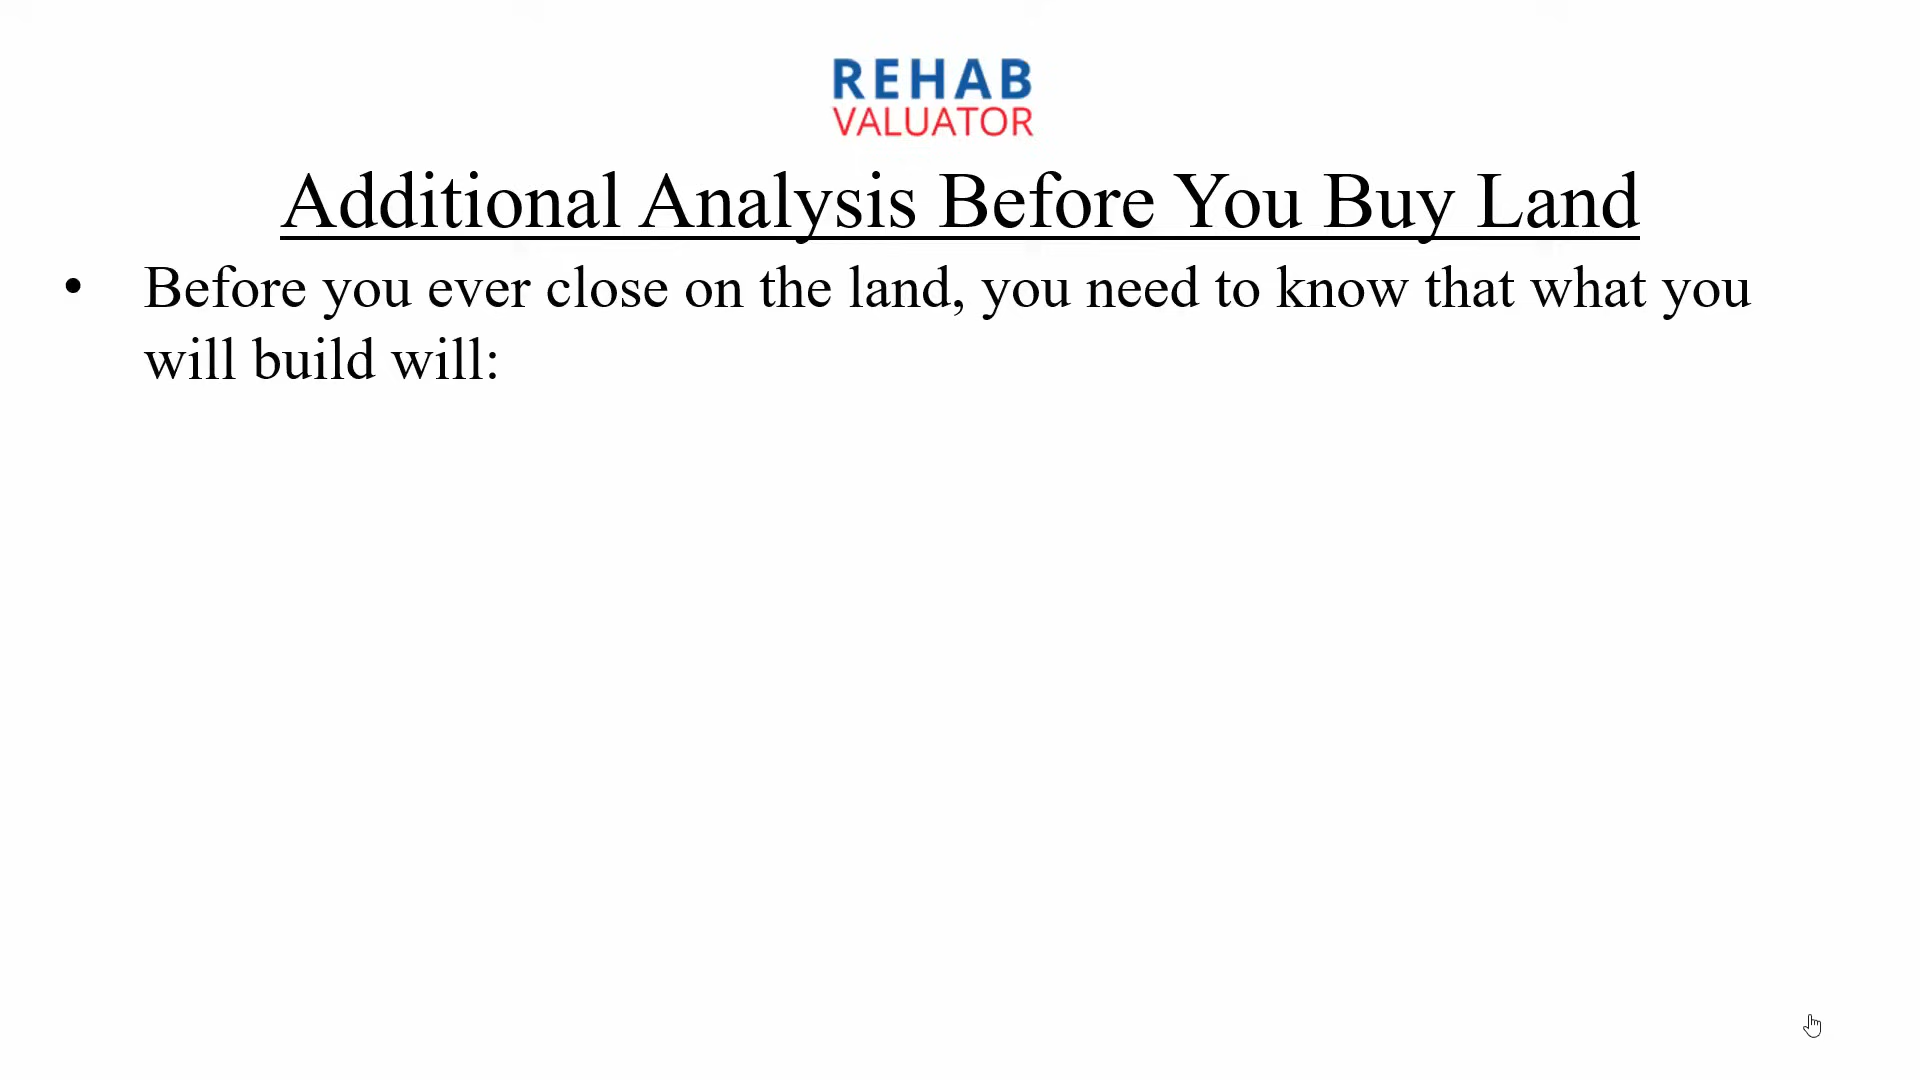 REHAB
VALUATOR
Additional Analysis Before You Buy Land
• Before you ever close on the land, you need to know that what you
will build will: